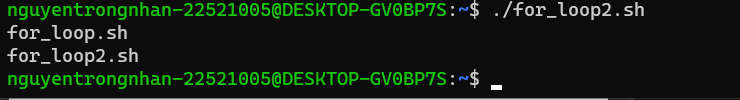 nguyentrongnhan-22521005@DESKTOP-GV0BP7S:~$ ./for_loop2.sh
for_loop.sh
for_loop2.sh
nguyentrongnhan-22521005@DESKTOP-GV0BP7S:~$